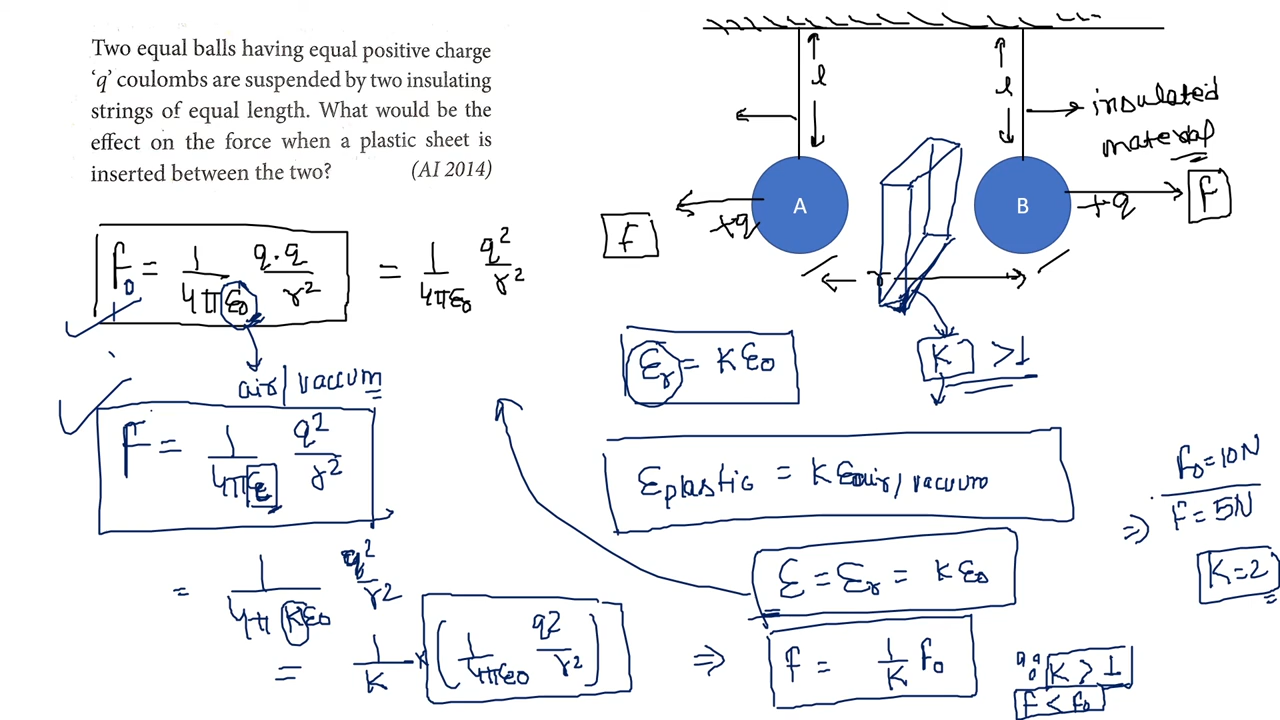 Two equal balls having equal positive charge
‘q’ coulombs are suspended by two insulating
strings of equal length. What would be the
effect on the force when a plastic sheet is
inserted between the two? (AI 2014)
l
l
insulated
material
A
B
+q
+q
F
F
r
F₀ = 1/4πε₀ q.q/r² = 1/4πε₀ q²/r²
air/vaccum
εr = Kε₀
K > 1
F = 1/4πε q²/r²
εplastic = Kε₀air/vacuum
F₀ = 10N
⇒ F = 5N
K = 2
= 1/4πKε₀ q²/r²
ε = εr = Kε₀
= 1/K × (1/4πε₀ q²/r²) ⇒ F = 1/K F₀
K > 1
F < F₀